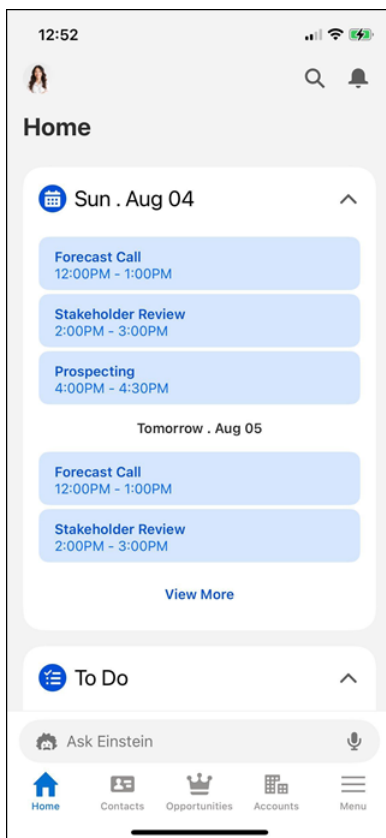 12:52
Home
Sun . Aug 04
Forecast Call
12:00PM - 1:00PM
Stakeholder Review
2:00PM - 3:00PM
Prospecting
4:00PM - 4:30PM
Tomorrow . Aug 05
Forecast Call
12:00PM - 1:00PM
Stakeholder Review
2:00PM - 3:00PM
View More
To Do
Ask Einstein
Home Contacts Opportunities Accounts Menu